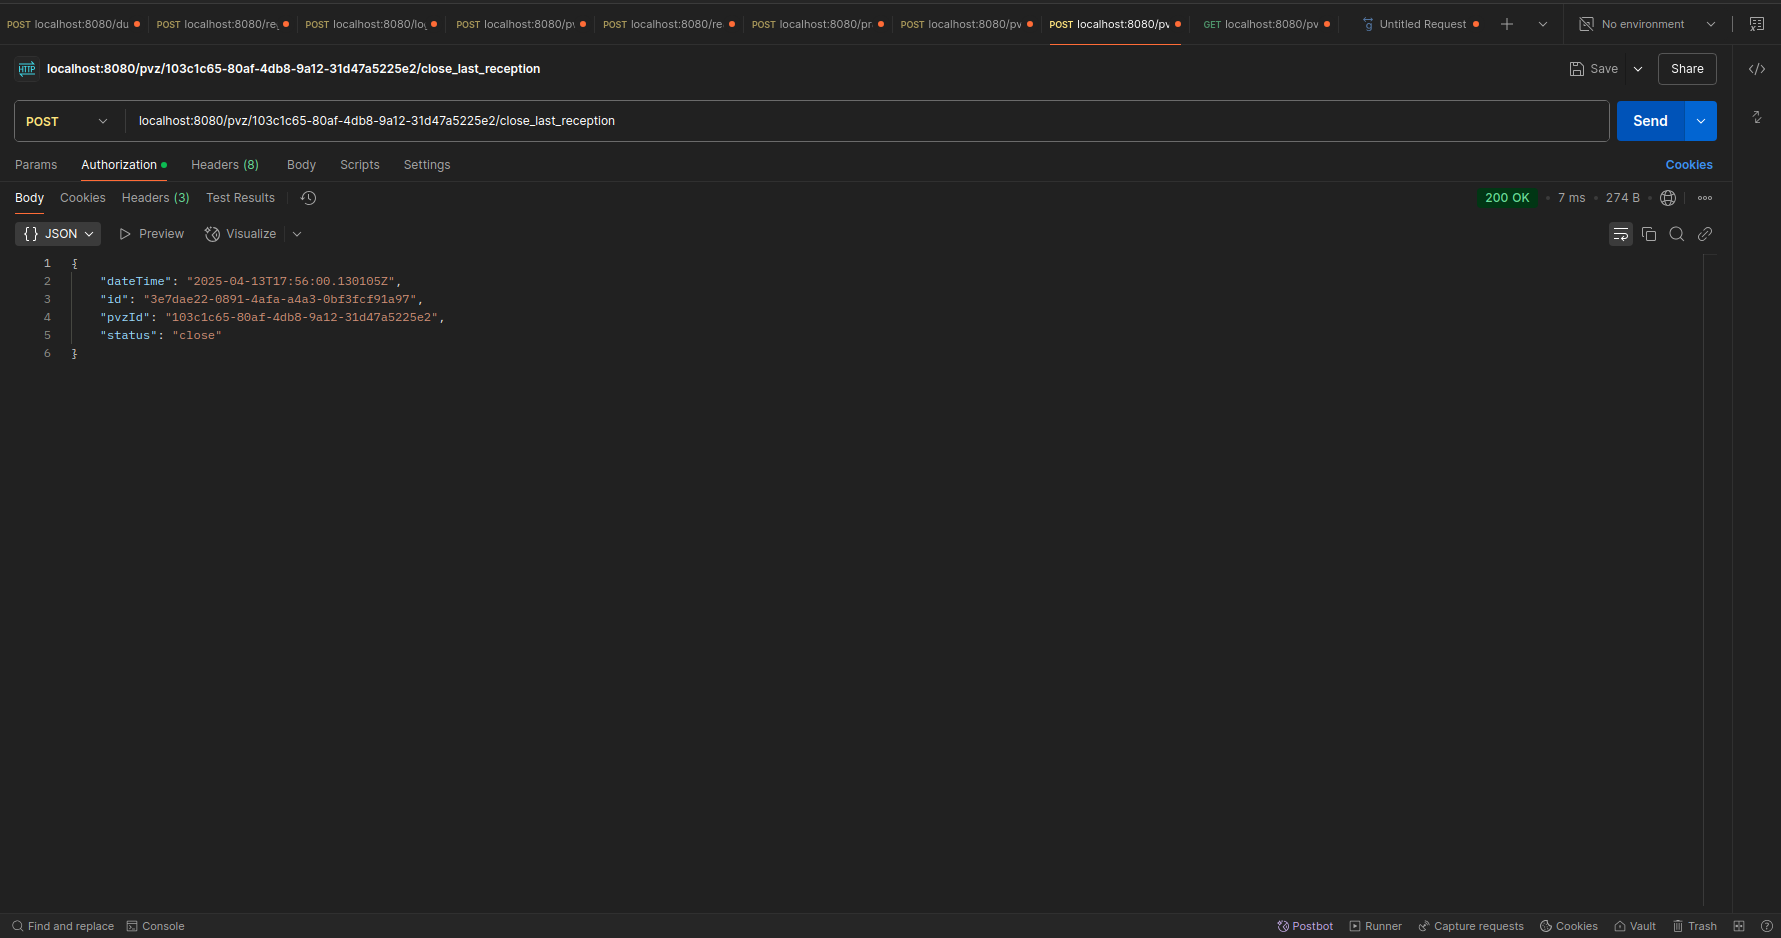 POST localhost:8080/du POST localhost:8080/re POST localhost:8080/lo POST localhost:8080/p POST localhost:8080/re POST localhost:8080/pr POST localhost:8080/pv POST localhost:8080/pv GET localhost:8080/pv Untitled Request No environment
HTTP localhost:8080/pvz/103c1c65-80af-4db8-9a12-31d47a5225e2/close_last_reception Save Share
POST localhost:8080/pvz/103c1c65-80af-4db8-9a12-31d47a5225e2/close_last_reception Send
Params Authorization Headers (8) Body Scripts Settings Cookies
Body Cookies Headers (3) Test Results 200 OK • 7 ms • 274 B •
{} JSON Preview Visualize
1 {
2 "dateTime": "2025-04-13T17:56:00.130105Z",
3 "id": "3e7dae22-0891-4afa-a4a3-0bf3fcf91a97",
4 "pvzId": "103c1c65-80af-4db8-9a12-31d47a5225e2",
5 "status": "close"
6 }
Find and replace Console Postbot Runner Capture requests Cookies Vault Trash